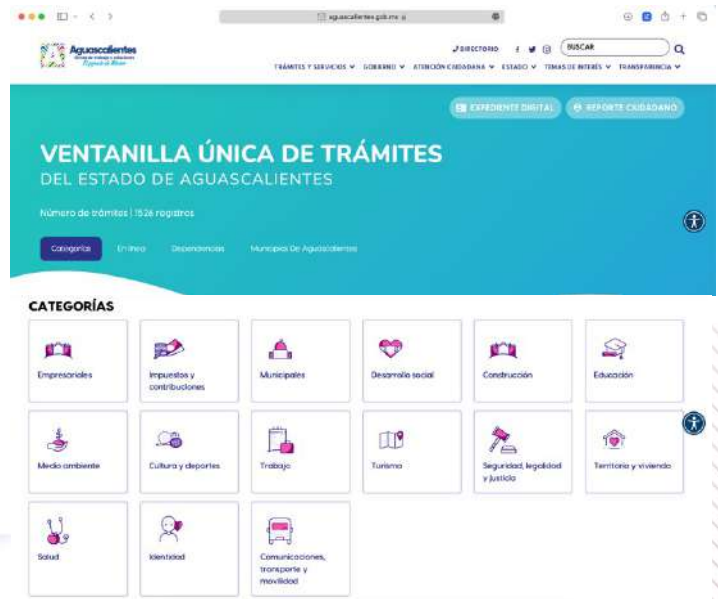 aguascalientes.gob.mx
Aguascalientes
DIRECTORIO
BUSCAR
TRÁMITES Y SERVICIOS GOBIERNO ATENCIÓN CIUDADANA ESTADO TEMAS DE INTERÉS TRANSPARENCIA
EXPEDIENTE DIGITAL REPORTE CIUDADANO
VENTANILLA ÚNICA DE TRÁMITES
DEL ESTADO DE AGUASCALIENTES
Número de trámites | 1526 registros
Categorías En línea Dependencias Municipios De Aguascalientes
CATEGORÍAS
Empresariales
Impuestos y
contribuciones
Municipales
Desarrollo social
Construcción
Educación
Medio ambiente
Cultura y deportes
Trabajo
Turismo
Seguridad, legalidad
y justicia
Territorio y vivienda
Salud
Identidad
Comunicaciones,
transporte y
movilidad